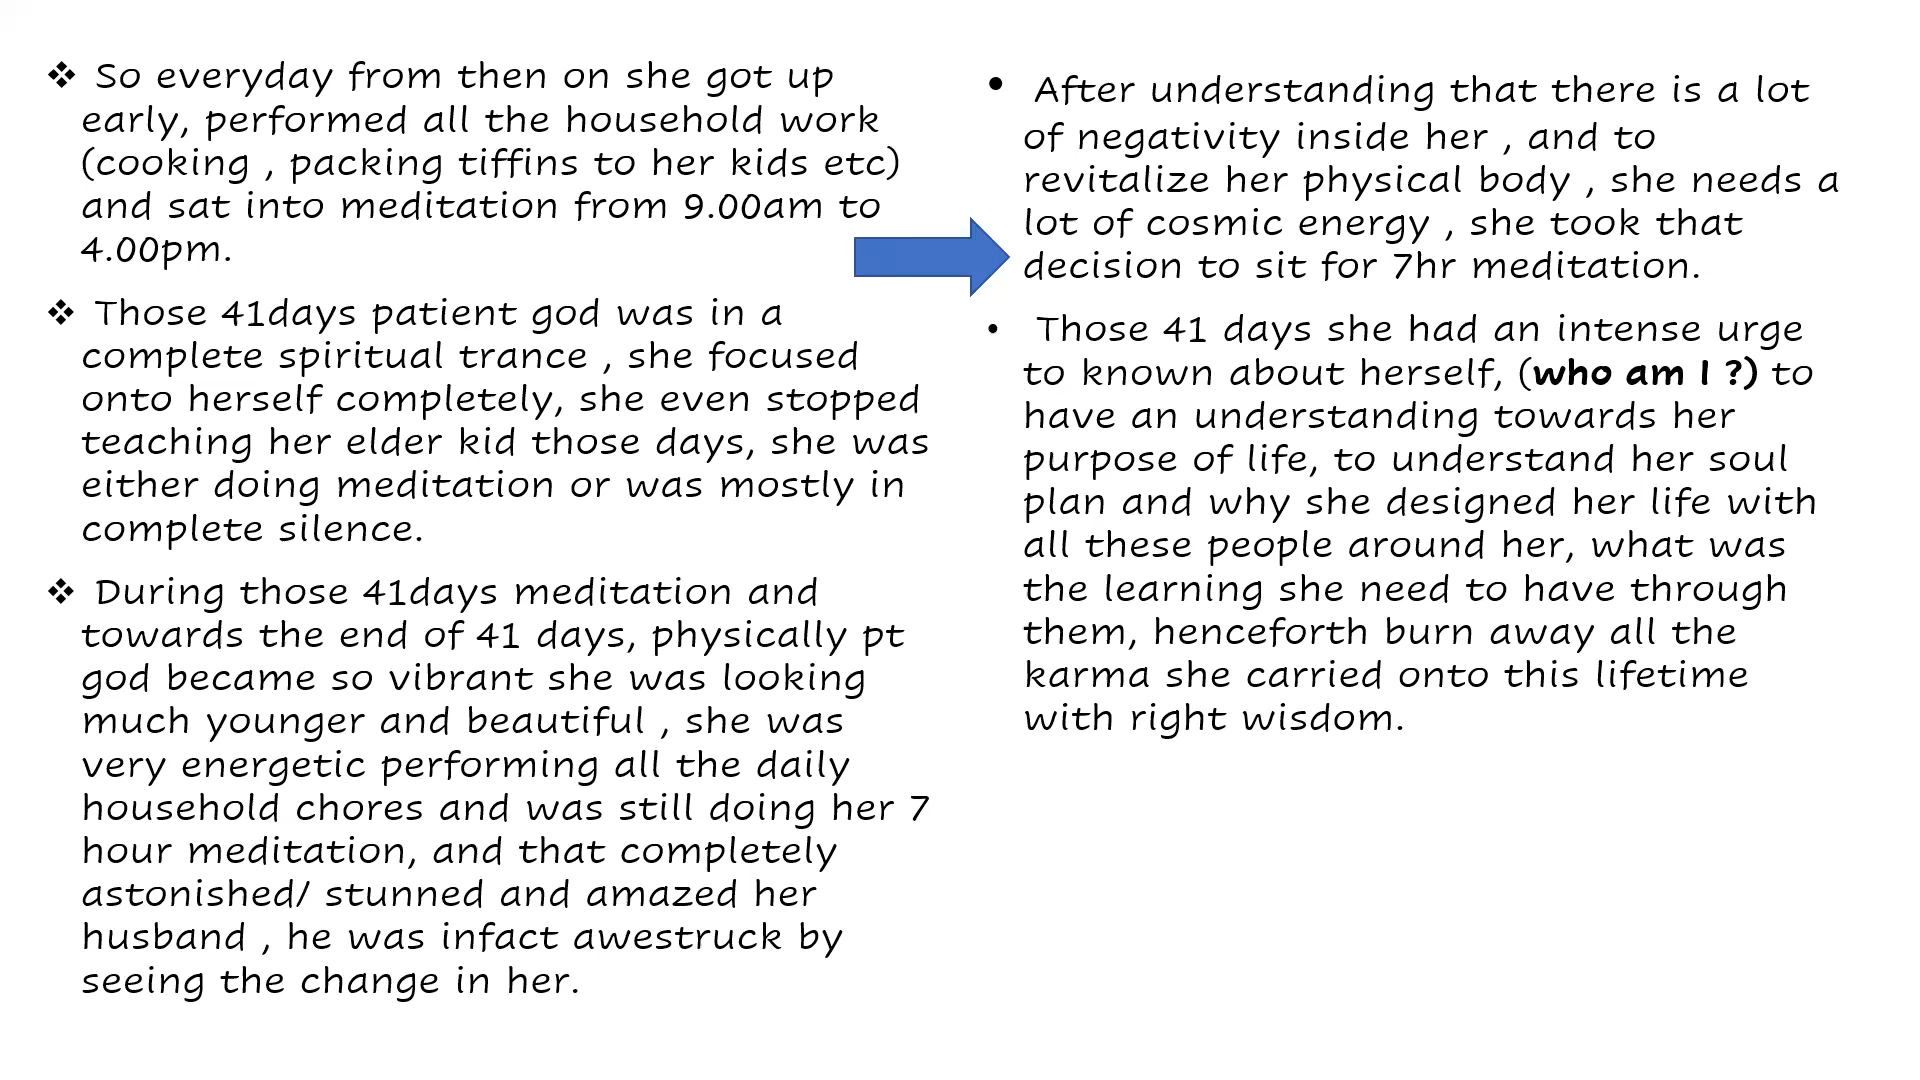 ❖ So everyday from then on she got up
early, performed all the household work
(cooking , packing tiffins to her kids etc)
and sat into meditation from 9.00am to
4.00pm.
❖ Those 41days patient god was in a
complete spiritual trance , she focused
onto herself completely, she even stopped
teaching her elder kid those days, she was
either doing meditation or was mostly in
complete silence.
❖ During those 41days meditation and
towards the end of 41 days, physically pt
god became so vibrant she was looking
much younger and beautiful , she was
very energetic performing all the daily
household chores and was still doing her 7
hour meditation, and that completely
astonished/ stunned and amazed her
husband , he was infact awestruck by
seeing the change in her.
• After understanding that there is a lot
of negativity inside her , and to
revitalize her physical body , she needs a
lot of cosmic energy , she took that
decision to sit for 7hr meditation.
• Those 41 days she had an intense urge
to known about herself, (who am I ?) to
have an understanding towards her
purpose of life, to understand her soul
plan and why she designed her life with
all these people around her, what was
the learning she need to have through
them, henceforth burn away all the
karma she carried onto this lifetime
with right wisdom.